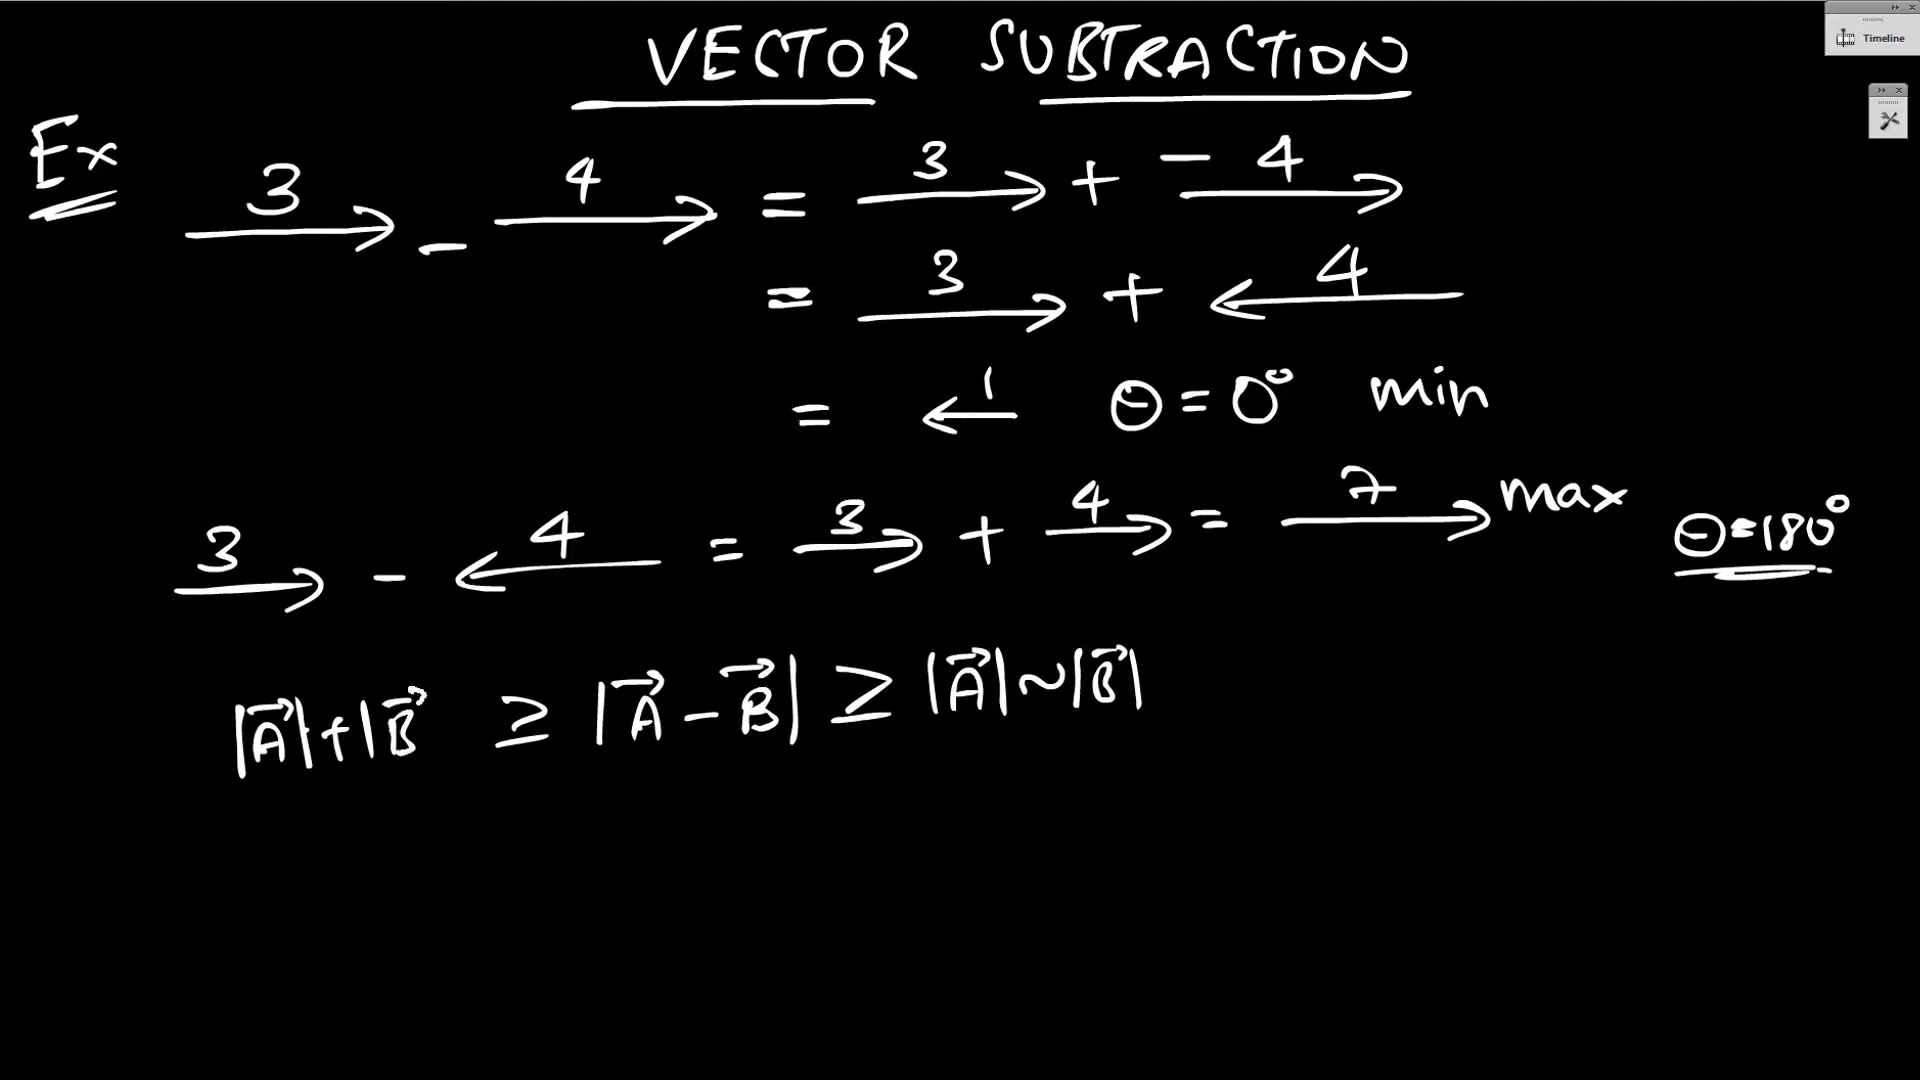 VECTOR SUBTRACTION
Timeline
Ex
3→ - 4→ = 3→ + - 4→
= 3→ + 4←
= 1← θ = 0° min
3→ - 4← = 3→ + 4→ = 7→ max θ = 180°
|A⃗| + |B⃗ ≥ |A⃗ - B⃗| ≥ |A⃗| ~ |B⃗|